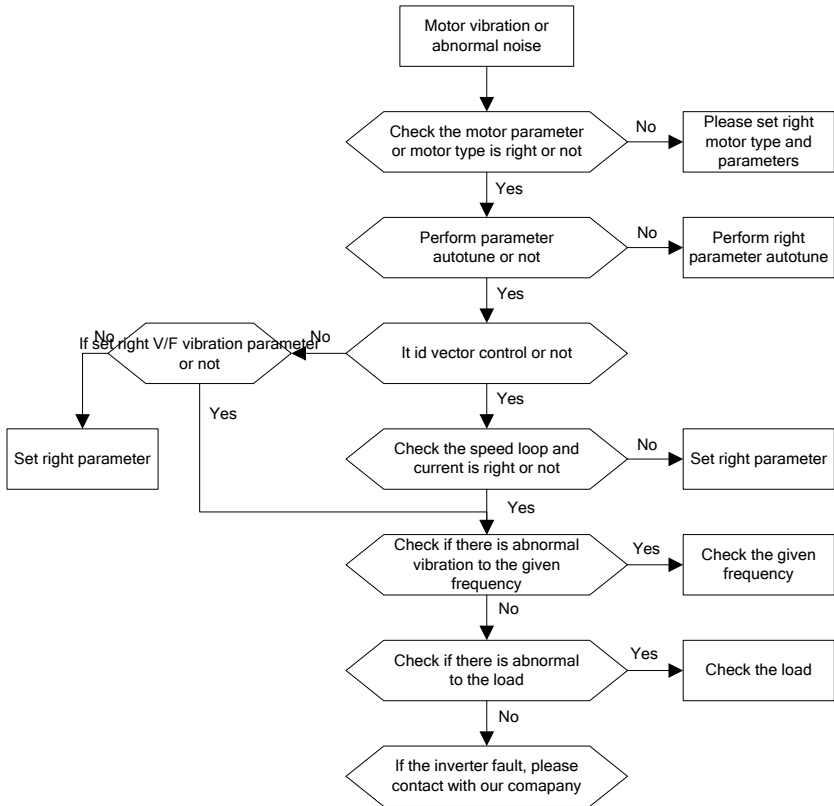 Motor vibration or
abnormal noise
Check the motor parameter
or motor type is right or not
No
Please set right
motor type and
parameters
Yes
Perform parameter
autotune or not
No
Perform right
parameter autotune
Yes
No
If set right V/F vibration parameter
or not
No
It id vector control or not
Yes
Yes
Set right parameter
Check the speed loop and
current is right or not
No
Set right parameter
Yes
Check if there is abnormal
vibration to the given
frequency
Yes
Check the given
frequency
No
Check if there is abnormal
to the load
Yes
Check the load
No
If the inverter fault, please
contact with our comapany